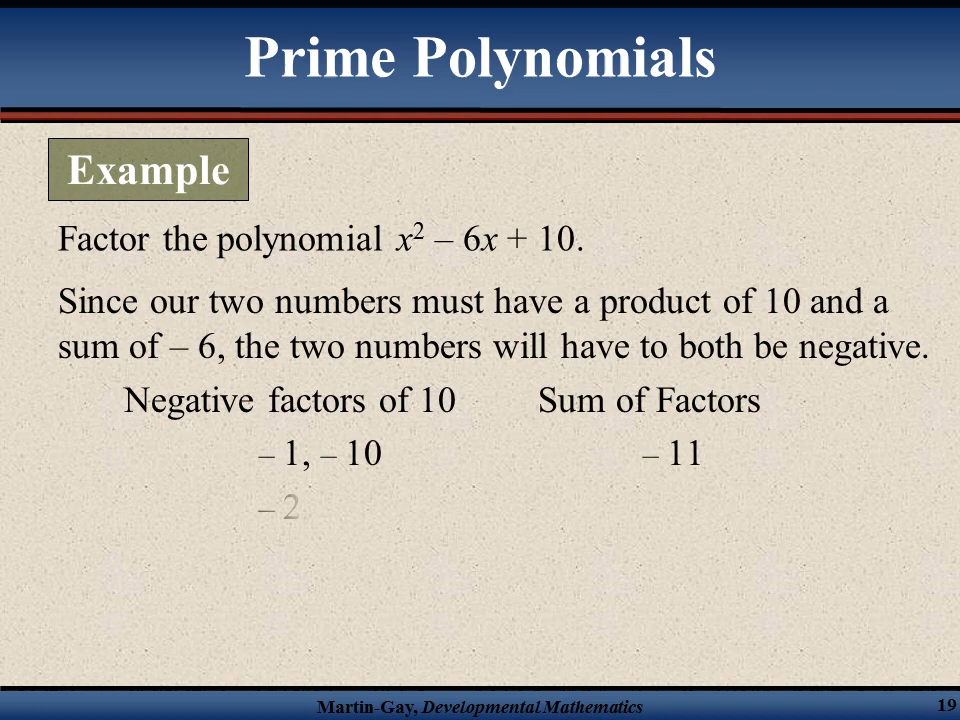 Prime Polynomials
Example
Factor the polynomial x² – 6x + 10.
Since our two numbers must have a product of 10 and a
sum of – 6, the two numbers will have to both be negative.
Negative factors of 10 Sum of Factors
– 1, – 10 – 11
– 2
Martin-Gay, Developmental Mathematics 19